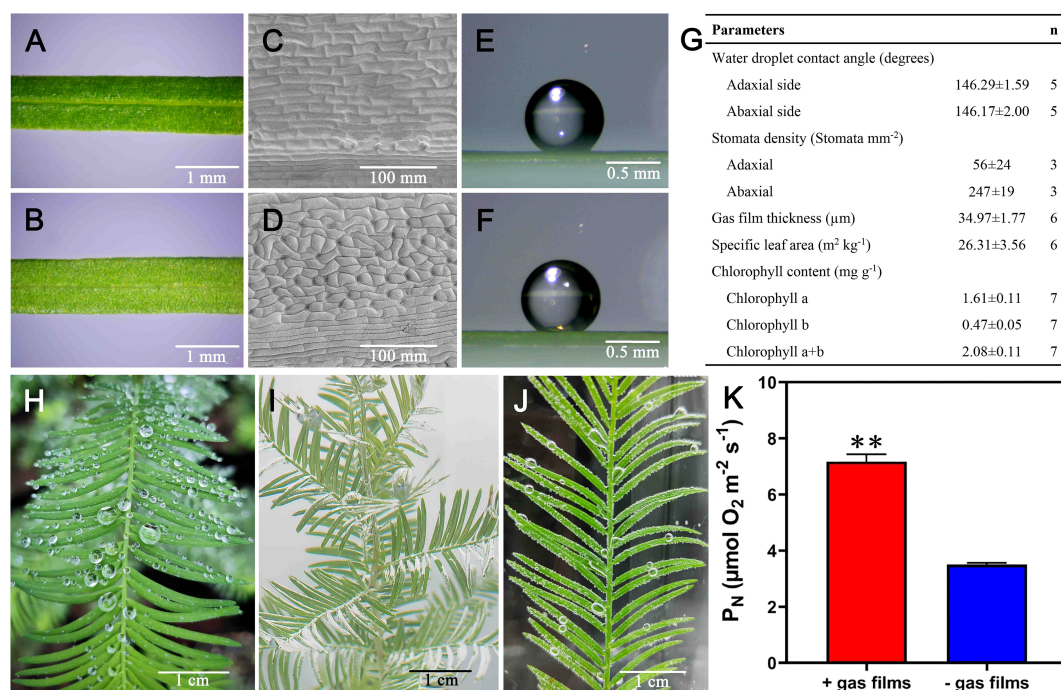 A
1 mm
C
100 mm
E
0.5 mm
B
1 mm
D
100 mm
F
0.5 mm
G
Parameters n
Water droplet contact angle (degrees)
Adaxial side 146.29±1.59 5
Abaxial side 146.17±2.00 5
Stomata density (Stomata mm⁻²)
Adaxial 56±24 3
Abaxial 247±19 3
Gas film thickness (µm) 34.97±1.77 6
Specific leaf area (m² kg⁻¹) 26.31±3.56 6
Chlorophyll content (mg g⁻¹)
Chlorophyll a 1.61±0.11 7
Chlorophyll b 0.47±0.05 7
Chlorophyll a+b 2.08±0.11 7
H
1 cm
I
1 cm
J
1 cm
K
P_N (µmol O₂ m⁻² s⁻¹)
10
8
6
4
2
0
**
+ gas films - gas films